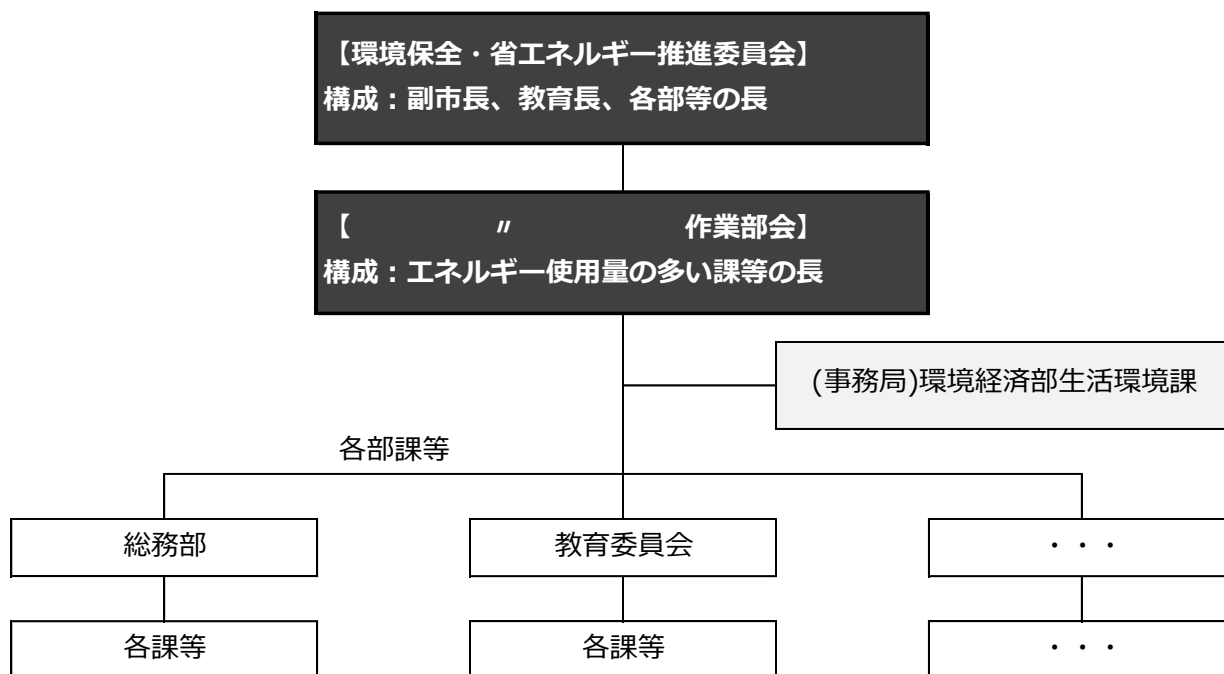 【環境保全・省エネルギー推進委員会】
構成：副市長、教育長、各部等の長
【　　　　　〃　　　　　　作業部会】
構成：エネルギー使用量の多い課等の長
(事務局)環境経済部生活環境課
各部課等
総務部
教育委員会
・・・
各課等
各課等
・・・